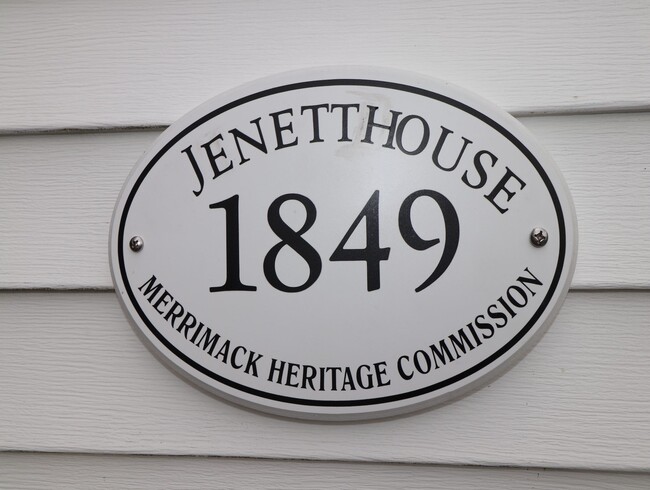 JENETTHOUSE
1849
MERRIMACK HERITAGE COMMISSION